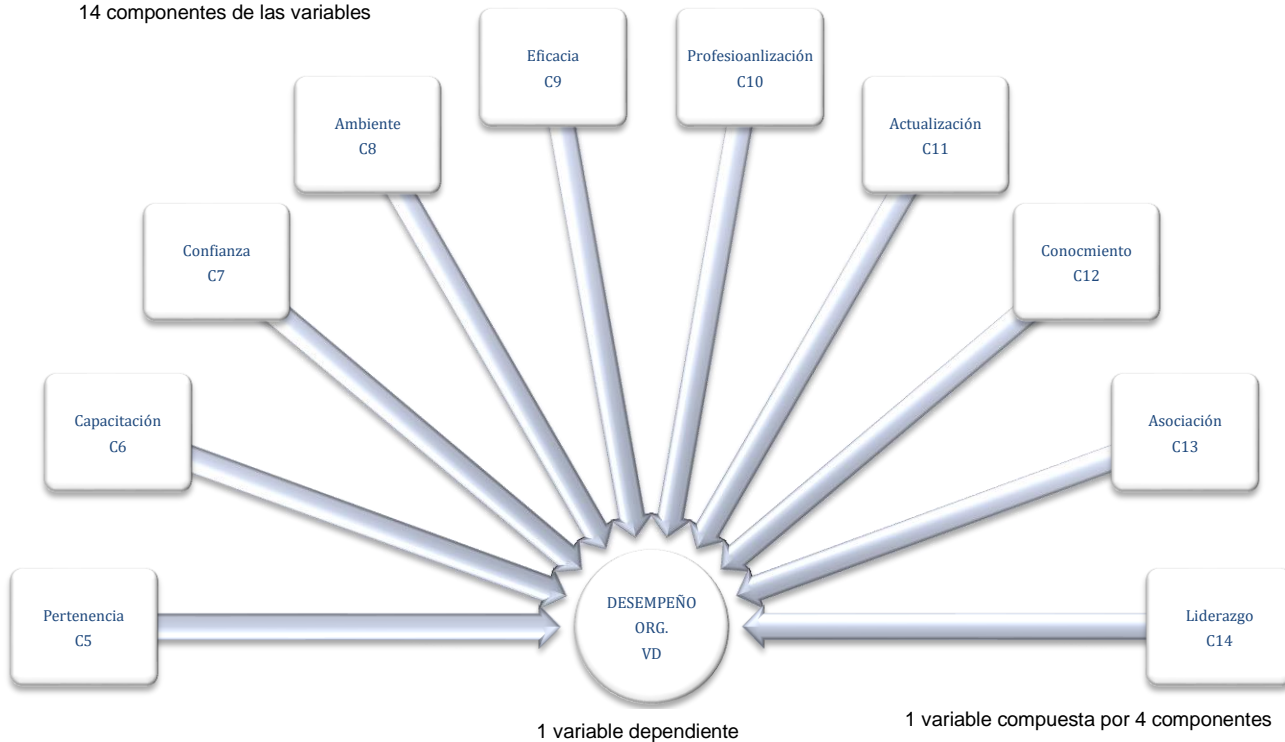 14 componentes de las variables
Eficacia
C9
Profesioanlización
C10
Ambiente
C8
Actualización
C11
Confianza
C7
Conocmiento
C12
Capacitación
C6
Asociación
C13
Pertenencia
C5
DESEMPEÑO
ORG.
VD
Liderazgo
C14
1 variable dependiente
1 variable compuesta por 4 componentes